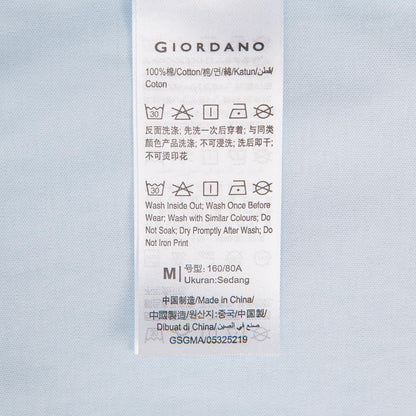 GIORDANO
100%棉/Cotton/棉/면/綿/Katun/قطن/
Coton
30
反面洗涤; 先洗一次后穿着; 与同类
颜色产品洗涤; 不可浸洗; 洗后即干;
不可烫印花
30
Wash Inside Out; Wash Once Before
Wear; Wash with Similar Colours; Do
Not Soak; Dry Promptly After Wash; Do
Not Iron Print
M 号型: 160/80A
Ukuran: Sedang
中国制造/Made in China/
中國製造/원산지:중국/中国製/
Dibuat di China/صنع في الصين
GSGMA/05325219